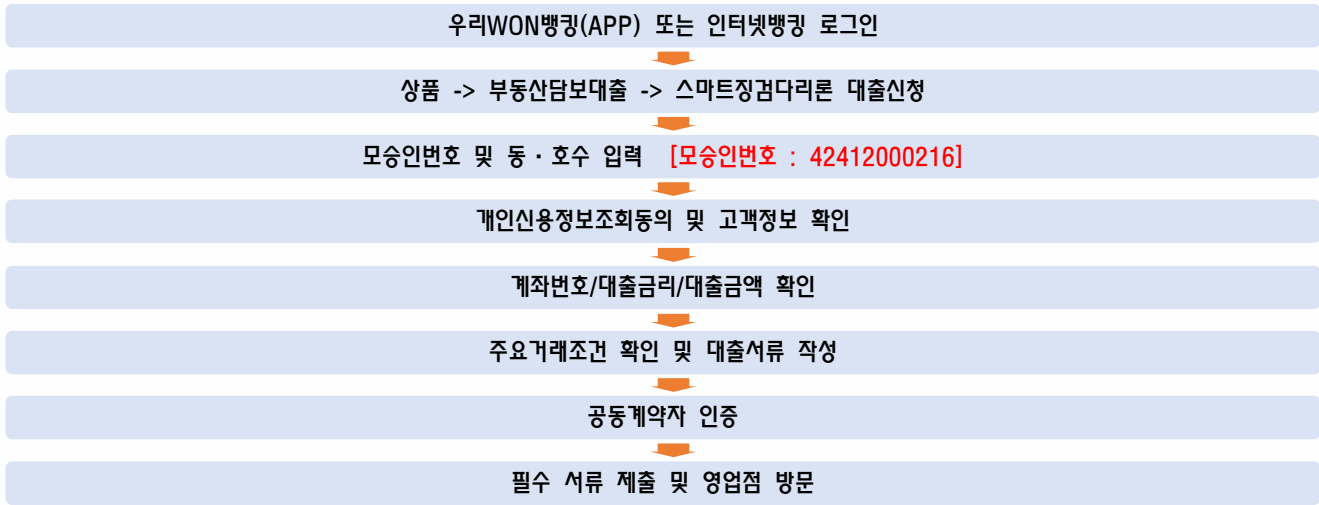 우리WON뱅킹(APP) 또는 인터넷뱅킹 로그인
상품 -> 부동산담보대출 -> 스마트징검다리론 대출신청
모승인번호 및 동·호수 입력 [모승인번호 : 42412000216]
개인신용정보조회동의 및 고객정보 확인
계좌번호/대출금리/대출금액 확인
주요거래조건 확인 및 대출서류 작성
공동계약자 인증
필수 서류 제출 및 영업점 방문